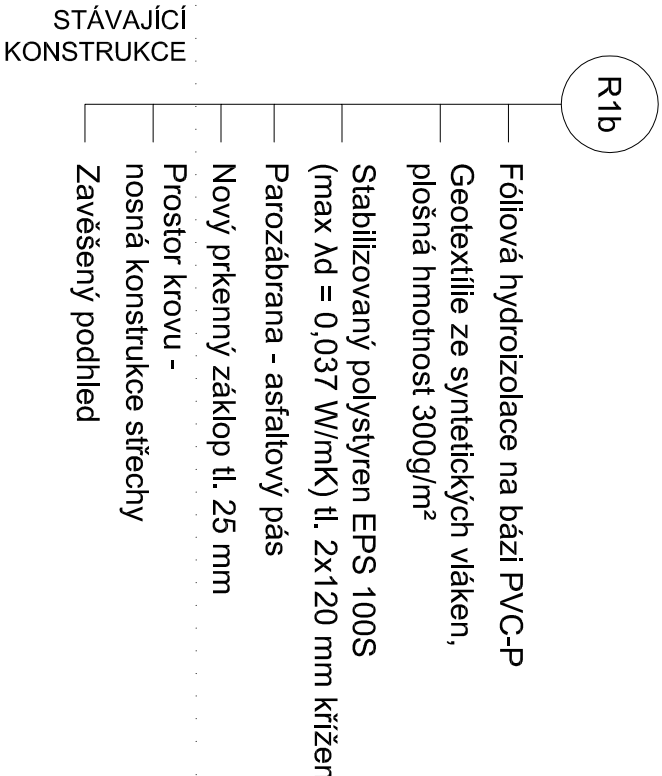 R1b
Fóliová hydroizolace na bázi PVC-P
Geotextílie ze syntetických vláken,
plošná hmotnost 300g/m²
Stabilizovaný polystyren EPS 100S
(max λd = 0,037 W/mK) tl. 2x120 mm
Parozábrana - asfaltový pás
Nový prkenný záklop tl. 25 mm
Prostor krovu -
nosná konstrukce střechy
Zavěšený podhled
STÁVAJÍCÍ
KONSTRUKCE